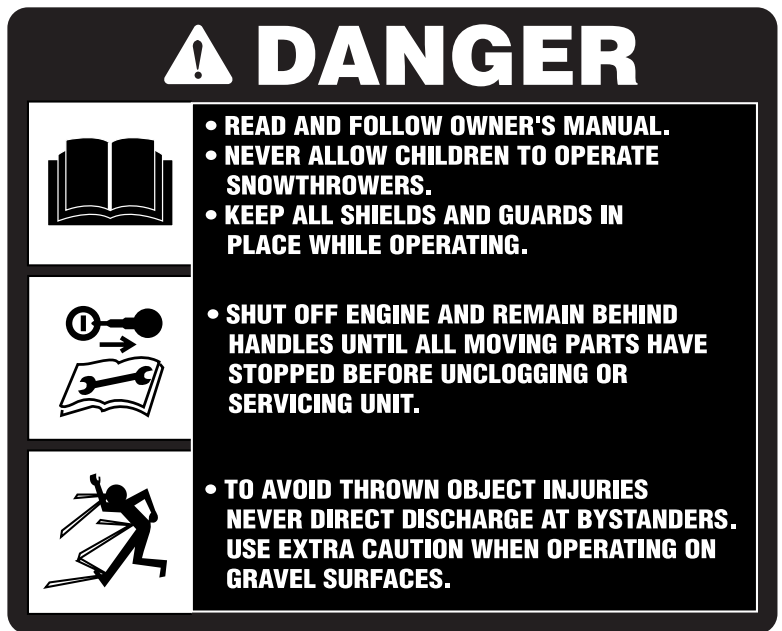 DANGER
• READ AND FOLLOW OWNER'S MANUAL.
• NEVER ALLOW CHILDREN TO OPERATE
SNOWTHROWERS.
• KEEP ALL SHIELDS AND GUARDS IN
PLACE WHILE OPERATING.
• SHUT OFF ENGINE AND REMAIN BEHIND
HANDLES UNTIL ALL MOVING PARTS HAVE
STOPPED BEFORE UNCLOGGING OR
SERVICING UNIT.
• TO AVOID THROWN OBJECT INJURIES
NEVER DIRECT DISCHARGE AT BYSTANDERS.
USE EXTRA CAUTION WHEN OPERATING ON
GRAVEL SURFACES.